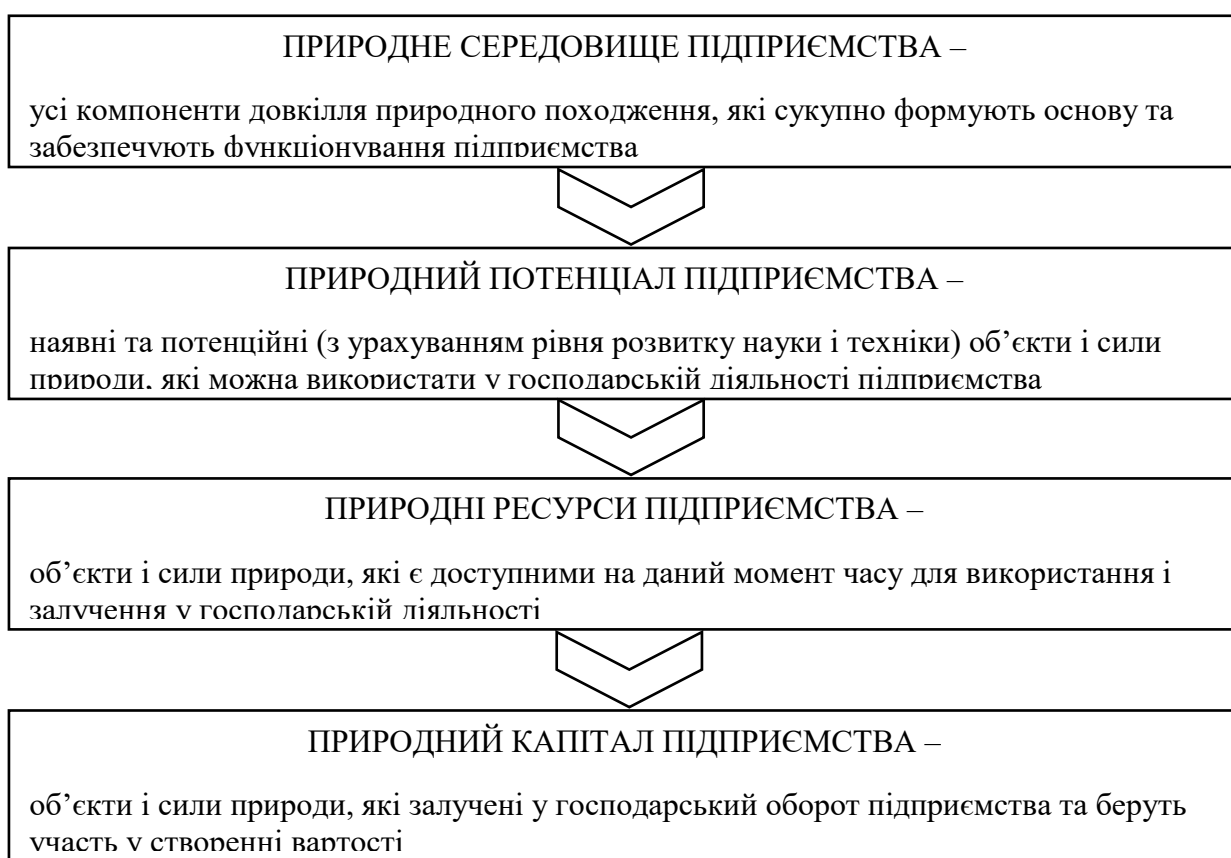 ПРИРОДНЕ СЕРЕДОВИЩЕ ПІДПРИЄМСТВА –
усі компоненти довкілля природного походження, які сукупно формують основу та
забезпечують функціонування підприємства
ПРИРОДНИЙ ПОТЕНЦІАЛ ПІДПРИЄМСТВА –
наявні та потенційні (з урахуванням рівня розвитку науки і техніки) об’єкти і сили
природи, які можна використати у господарській діяльності підприємства
ПРИРОДНІ РЕСУРСИ ПІДПРИЄМСТВА –
об’єкти і сили природи, які є доступними на даний момент часу для використання і
залучення у господарській діяльності
ПРИРОДНИЙ КАПІТАЛ ПІДПРИЄМСТВА –
об’єкти і сили природи, які залучені у господарський оборот підприємства та беруть
участь у створенні вартості